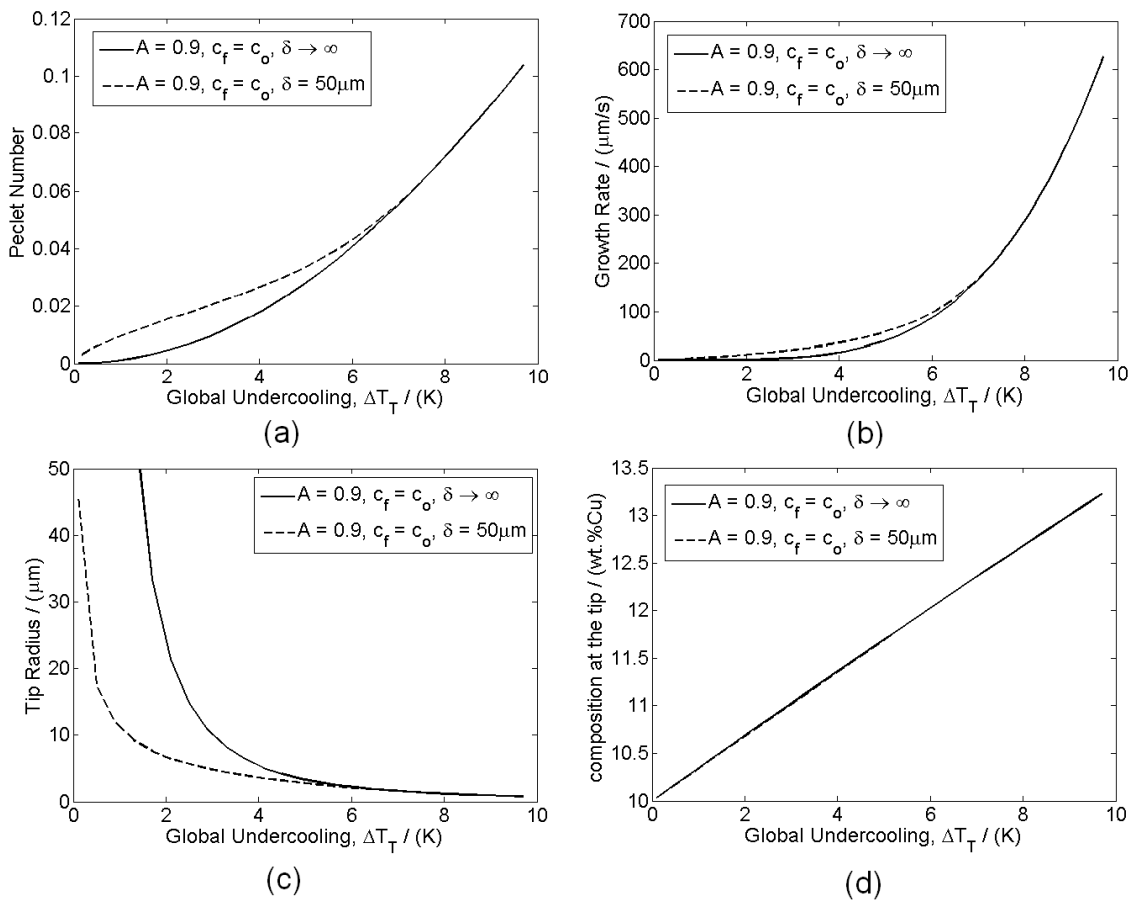 0.12
0.1
0.08
0.06
0.04
0.02
0
Peclet Number
A = 0.9, c_f = c_o, δ → ∞
A = 0.9, c_f = c_o, δ = 50μm
2
4
6
8
10
Global Undercooling, ΔT_T / (K)
(a)
700
600
500
400
300
200
100
0
Growth Rate / (μm/s)
A = 0.9, c_f = c_o, δ → ∞
A = 0.9, c_f = c_o, δ = 50μm
2
4
6
8
10
Global Undercooling, ΔT_T / (K)
(b)
50
40
30
20
10
0
Tip Radius / (μm)
A = 0.9, c_f = c_o, δ → ∞
A = 0.9, c_f = c_o, δ = 50μm
0
2
4
6
8
10
Global Undercooling, ΔT_T / (K)
(c)
13.5
13
12.5
12
11.5
11
10.5
10
composition at the tip / (wt.%Cu)
A = 0.9, c_f = c_o, δ → ∞
A = 0.9, c_f = c_o, δ = 50μm
0
2
4
6
8
10
Global Undercooling, ΔT_T / (K)
(d)